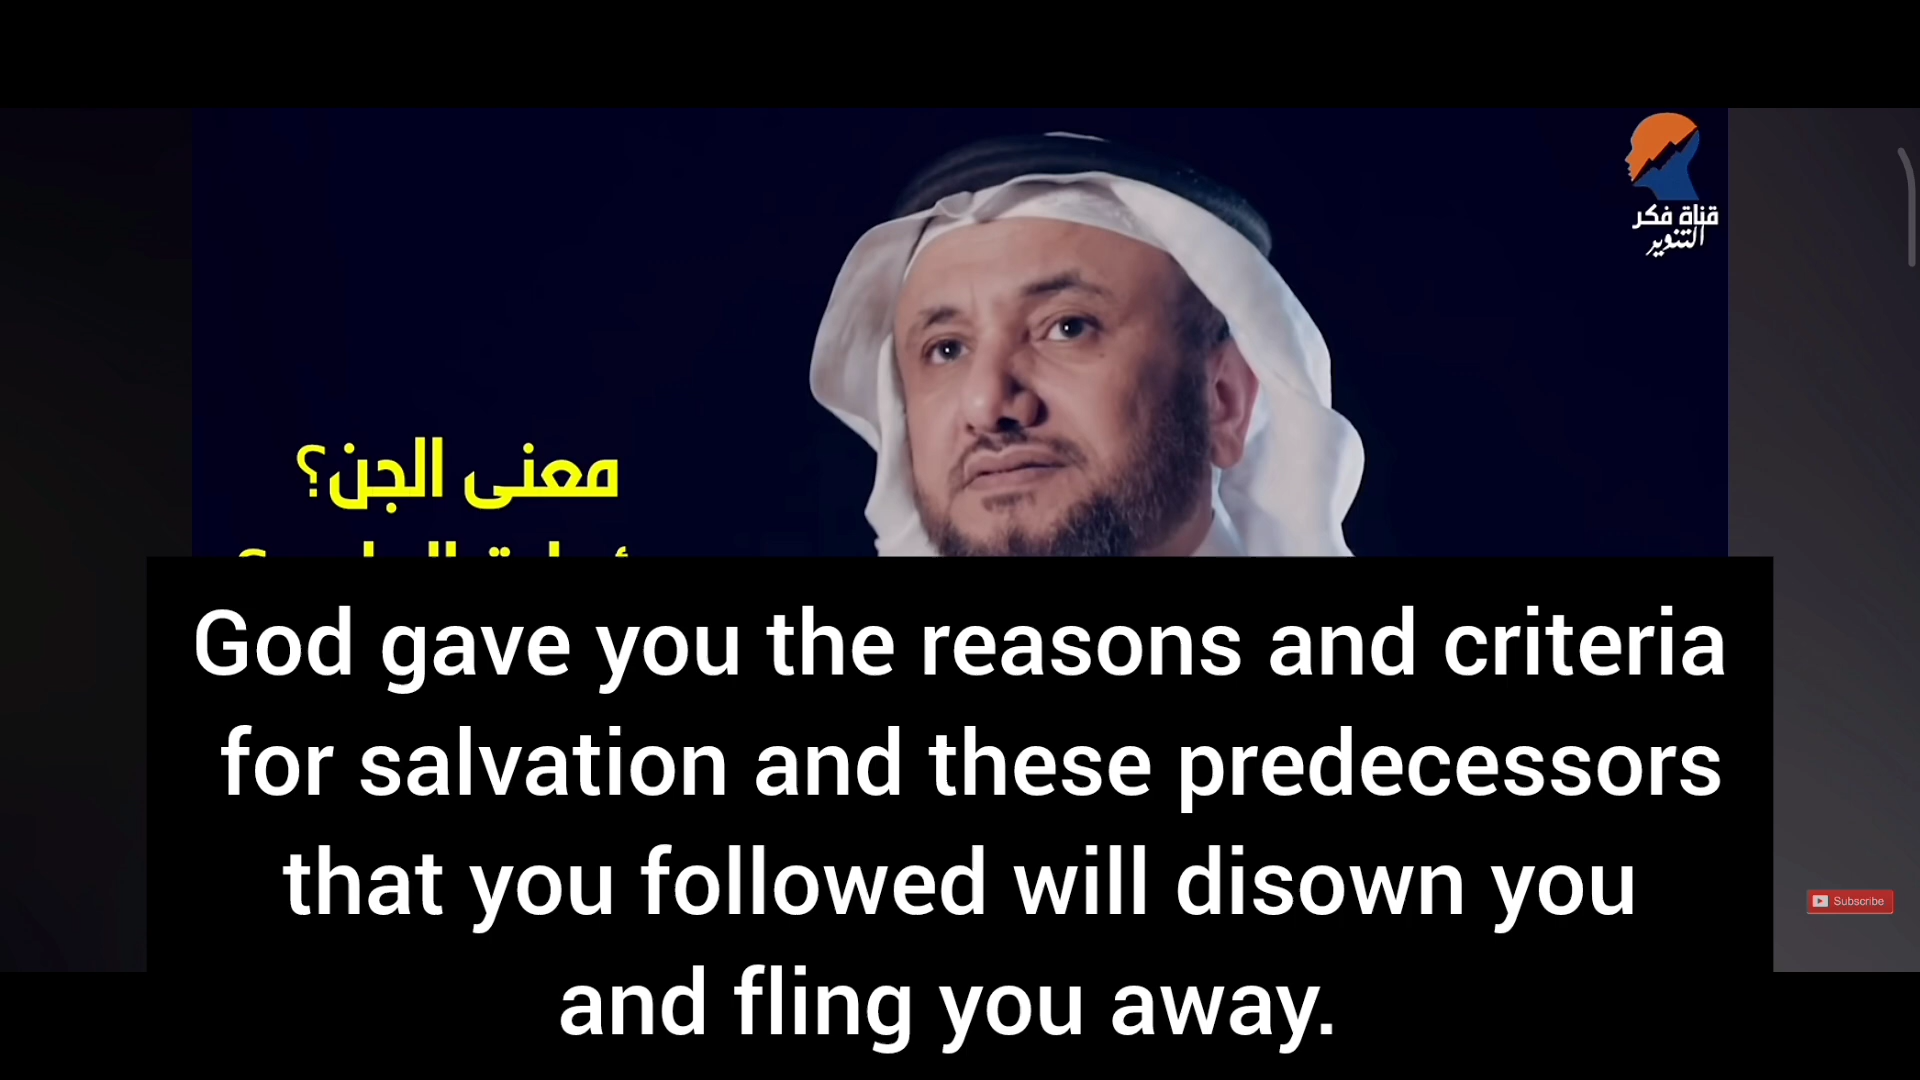 قناة فكر
التنوير
معنى الجن؟
God gave you the reasons and criteria
for salvation and these predecessors
that you followed will disown you
and fling you away.
Subscribe